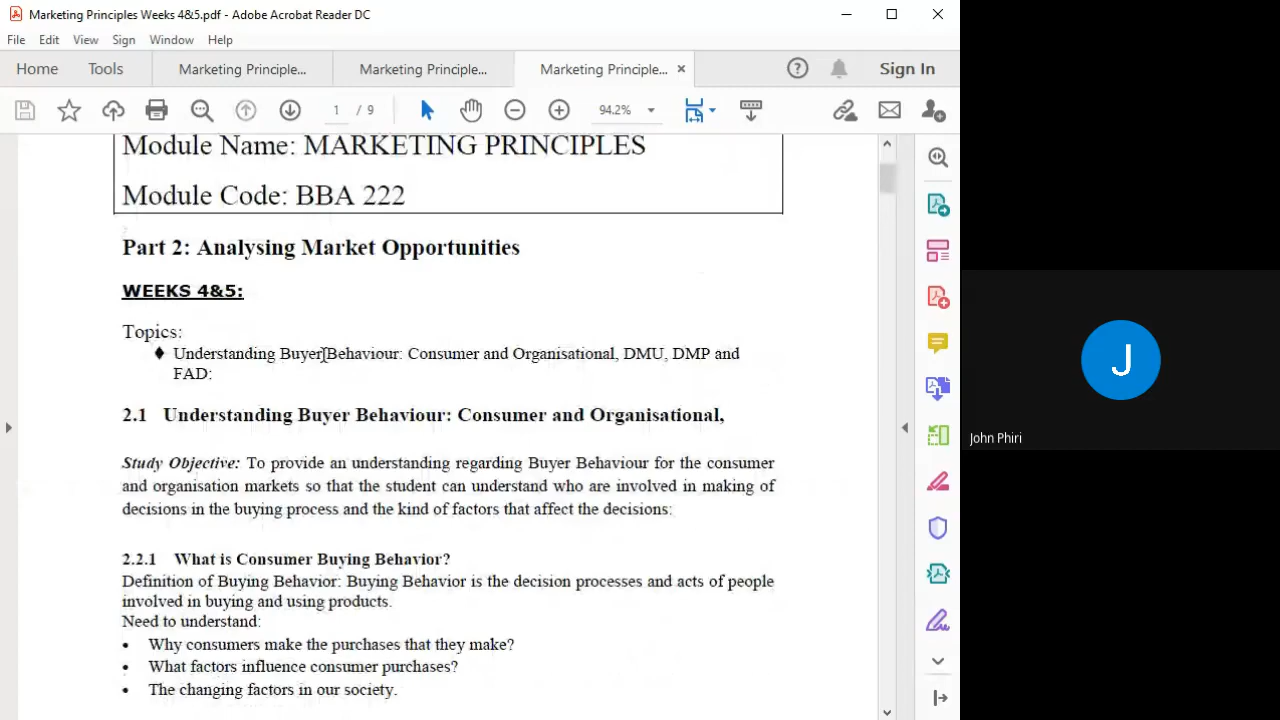 Marketing Principles Weeks 4&5.pdf - Adobe Acrobat Reader DC
File Edit View Sign Window Help
Home Tools Marketing Principle... Marketing Principle... Marketing Principle... Sign In
1 / 9 94.2%
Module Name: MARKETING PRINCIPLES
Module Code: BBA 222
Part 2: Analysing Market Opportunities
WEEKS 4&5:
Topics:
♦ Understanding Buyer Behaviour: Consumer and Organisational, DMU, DMP and
FAD:
2.1 Understanding Buyer Behaviour: Consumer and Organisational,
Study Objective: To provide an understanding regarding Buyer Behaviour for the consumer
and organisation markets so that the student can understand who are involved in making of
decisions in the buying process and the kind of factors that affect the decisions:
2.2.1 What is Consumer Buying Behavior?
Definition of Buying Behavior: Buying Behavior is the decision processes and acts of people
involved in buying and using products.
Need to understand:
• Why consumers make the purchases that they make?
• What factors influence consumer purchases?
• The changing factors in our society.
J
John Phiri